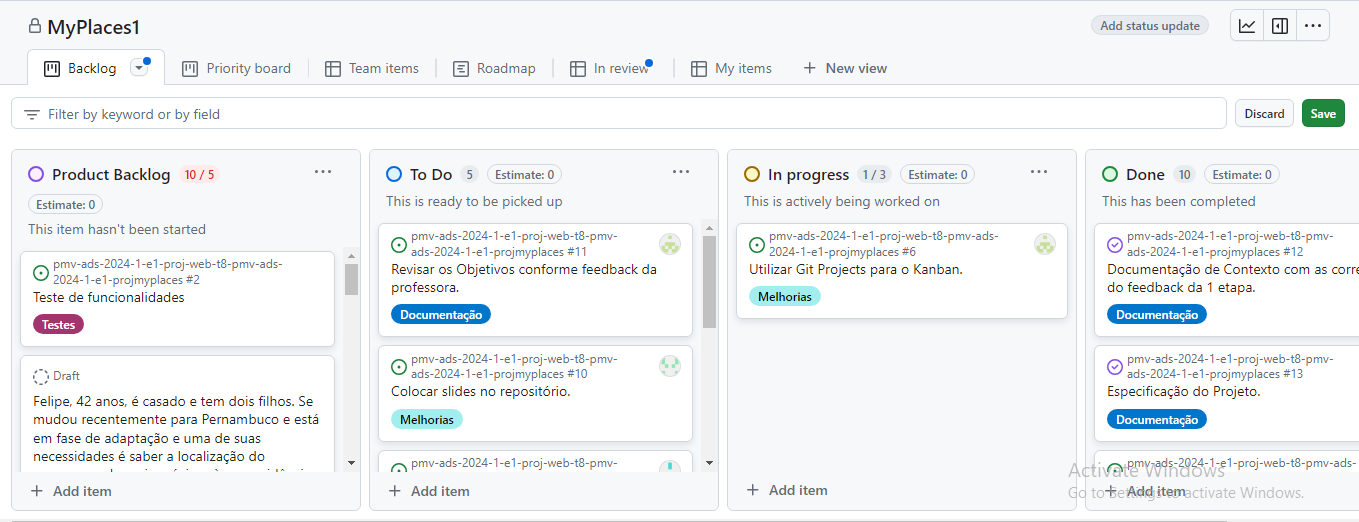 MyPlaces1
Add status update
Backlog
Priority board
Team items
Roadmap
In review
My items
+ New view
Filter by keyword or by field
Discard
Save
Product Backlog 10 / 5
Estimate: 0
This item hasn't been started
pmv-ads-2024-1-e1-proj-web-t8-pmv-ads-
2024-1-e1-projmyplaces #2
Teste de funcionalidades
Testes
Draft
Felipe, 42 anos, é casado e tem dois filhos. Se
mudou recentemente para Pernambuco e está
em fase de adaptação e uma de suas
necessidades é saber a localização do
+ Add item
To Do 5 Estimate: 0
This is ready to be picked up
pmv-ads-2024-1-e1-proj-web-t8-pmv-
ads-2024-1-e1-projmyplaces #11
Revisar os Objetivos conforme feedback da
professora.
Documentação
pmv-ads-2024-1-e1-proj-web-t8-pmv-
ads-2024-1-e1-projmyplaces #10
Colocar slides no repositório.
Melhorias
pmv-ads-2024-1-e1-proj-web-t8-pmv-
+ Add item
In progress 1 / 3 Estimate: 0
This is actively being worked on
pmv-ads-2024-1-e1-proj-web-t8-pmv-ads-
2024-1-e1-projmyplaces #6
Utilizar Git Projects para o Kanban.
Melhorias
+ Add item
Done 10 Estimate: 0
This has been completed
pmv-ads-2024-1-e1-proj-web-t8-pmv-
ads-2024-1-e1-projmyplaces #12
Documentação de Contexto com as corre
do feedback da 1 etapa.
Documentação
pmv-ads-2024-1-e1-proj-web-t8-pmv-
ads-2024-1-e1-projmyplaces #13
Especificação do Projeto.
Documentação
pmv-ads-2024-1-e1-proj-web-t8-pmv-ads-
+ Add item
Activate Windows
Go to Settings to activate Windows.